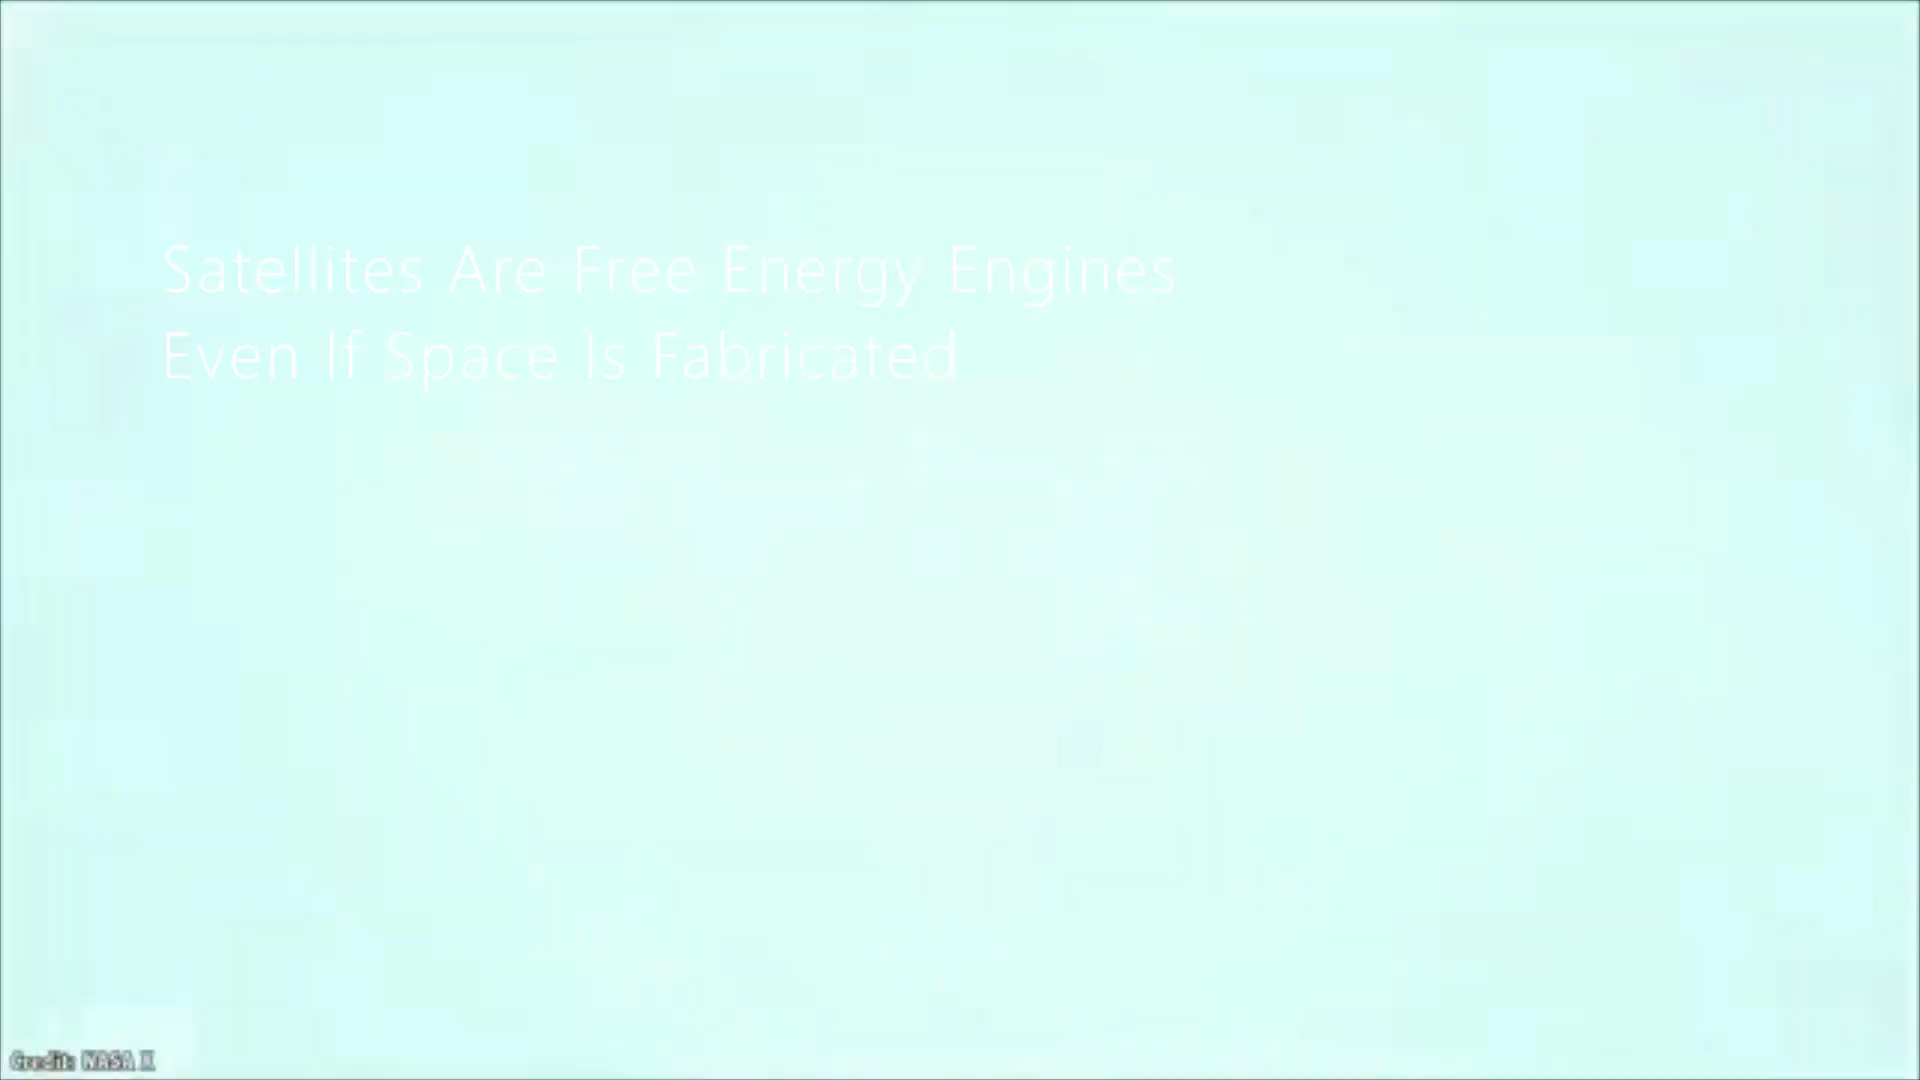 Satellites Are Free Energy Engines
Even If Space Is Fabricated
Credit: NASA